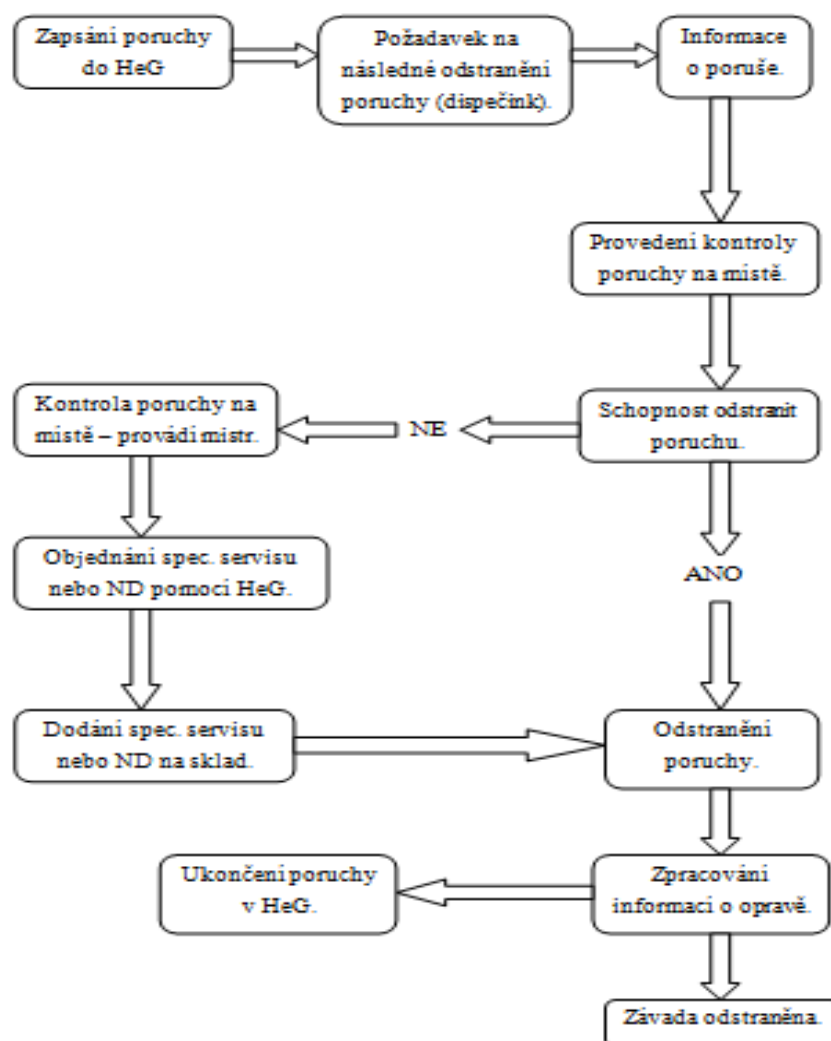 Zapsání poruchy
do HeG
Požadavek na
následné odstranění
poruchy (dispečink).
Informace
o poruše.
Provedení kontroly
poruchy na místě.
Schopnost odstranit
poruchu.
NE
Kontrola poruchy na
místě – provádí mistr.
Objednání spec. servisu
nebo ND pomocí HeG.
ANO
Dodání spec. servisu
nebo ND na sklad.
Odstranění
poruchy.
Zpracování
informací o opravě.
Ukončení poruchy
v HeG.
Závada odstraněna.